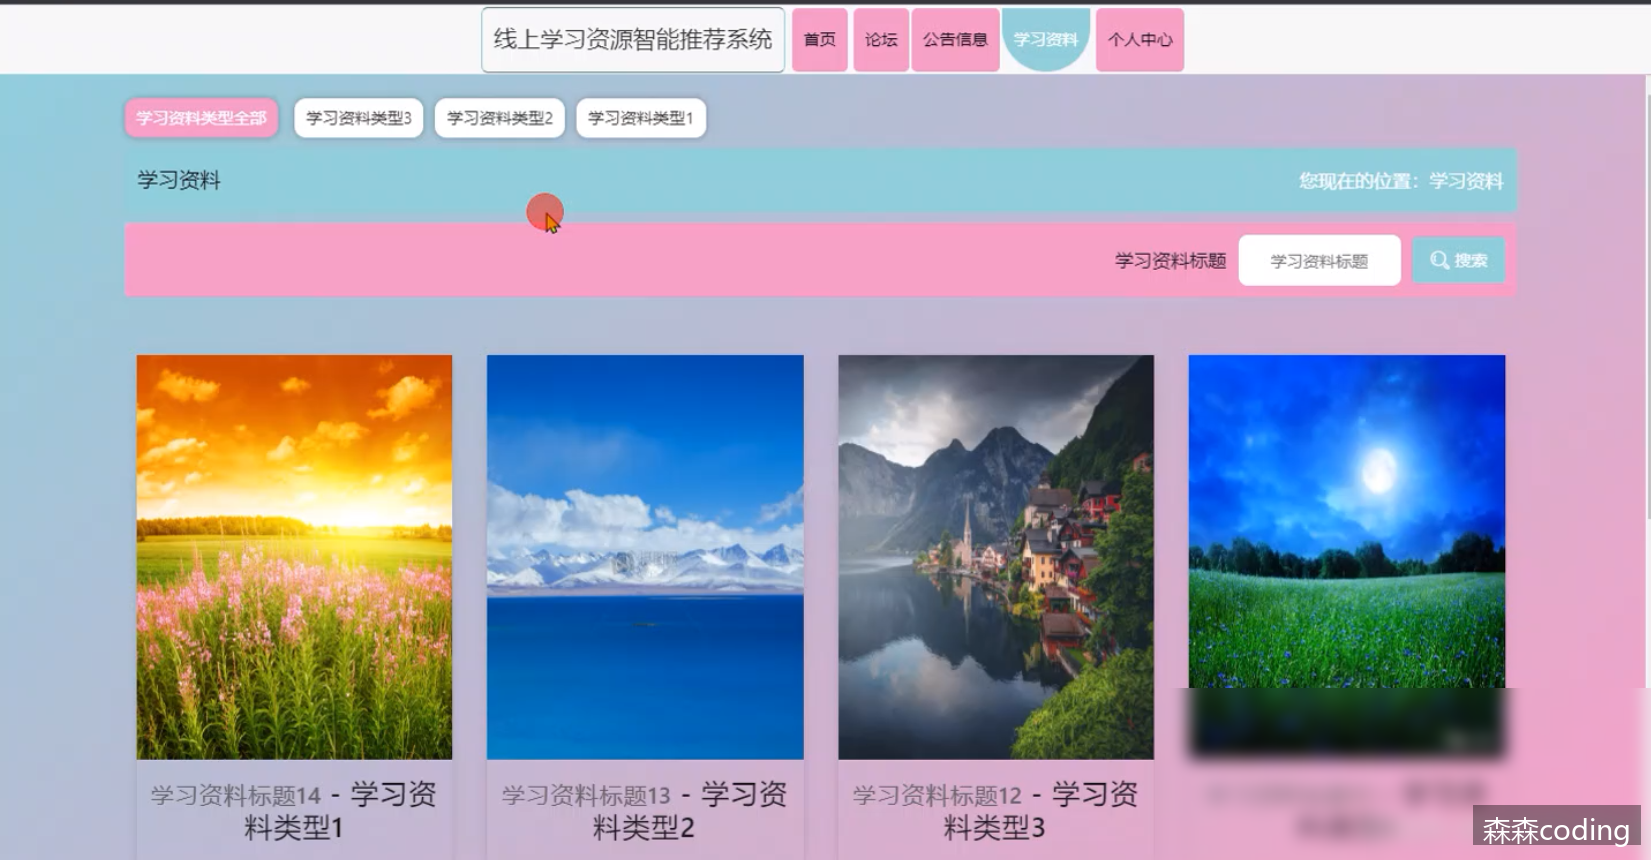 线上学习资源智能推荐系统
首页
论坛
公告信息
学习资料
个人中心
学习资料类型全部
学习资料类型3
学习资料类型2
学习资料类型1
学习资料
您现在的位置：学习资料
学习资料标题
学习资料标题
搜索
学习资料标题14 - 学习资
料类型1
学习资料标题13 - 学习资
料类型2
学习资料标题12 - 学习资
料类型3
森森coding